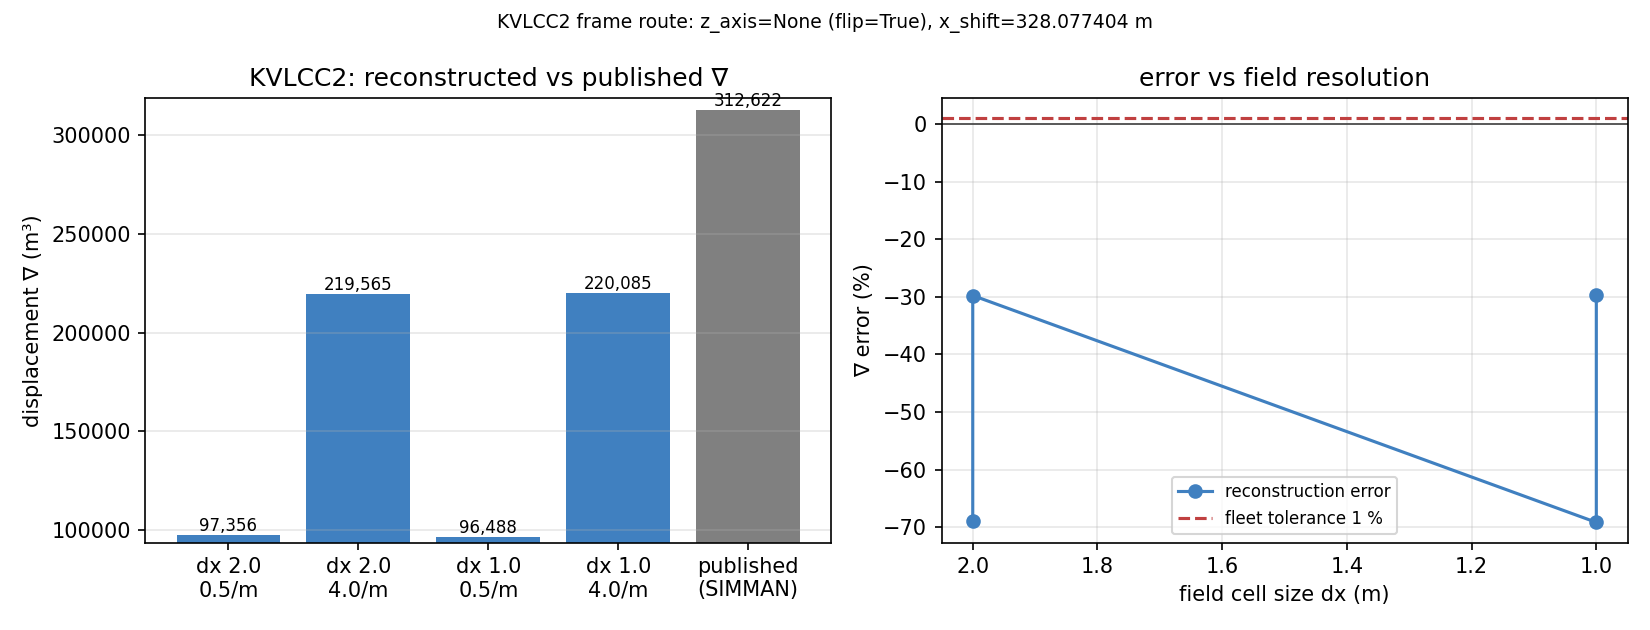 KVLCC2 frame route: z_axis=None (flip=True), x_shift=328.077404 m
KVLCC2: reconstructed vs published ∇
displacement ∇ (m³)
300000
250000
200000
150000
100000
97,356
219,565
96,488
220,085
312,622
dx 2.0
0.5/m
dx 2.0
4.0/m
dx 1.0
0.5/m
dx 1.0
4.0/m
published
(SIMMAN)
error vs field resolution
∇ error (%)
0
−10
−20
−30
−40
−50
−60
−70
reconstruction error
fleet tolerance 1 %
2.0
1.8
1.6
1.4
1.2
1.0
field cell size dx (m)